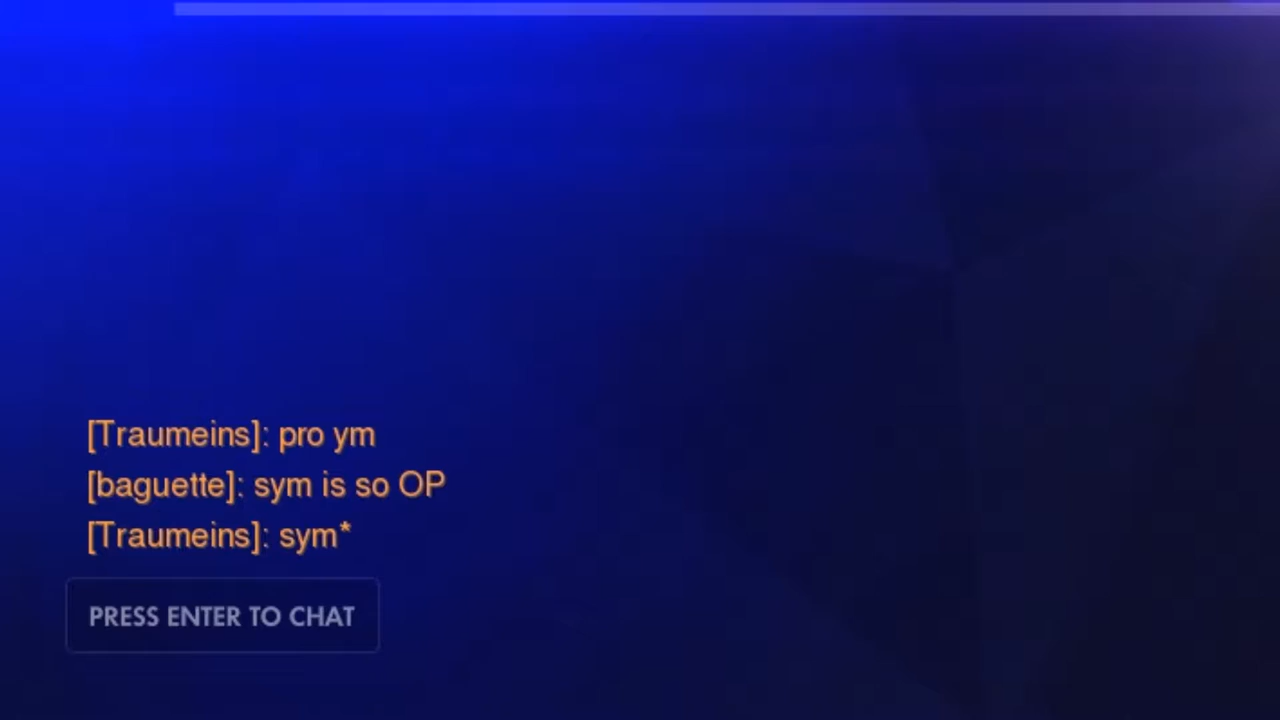 [Traumeins]: pro ym
[baguette]: sym is so OP
[Traumeins]: sym*
PRESS ENTER TO CHAT